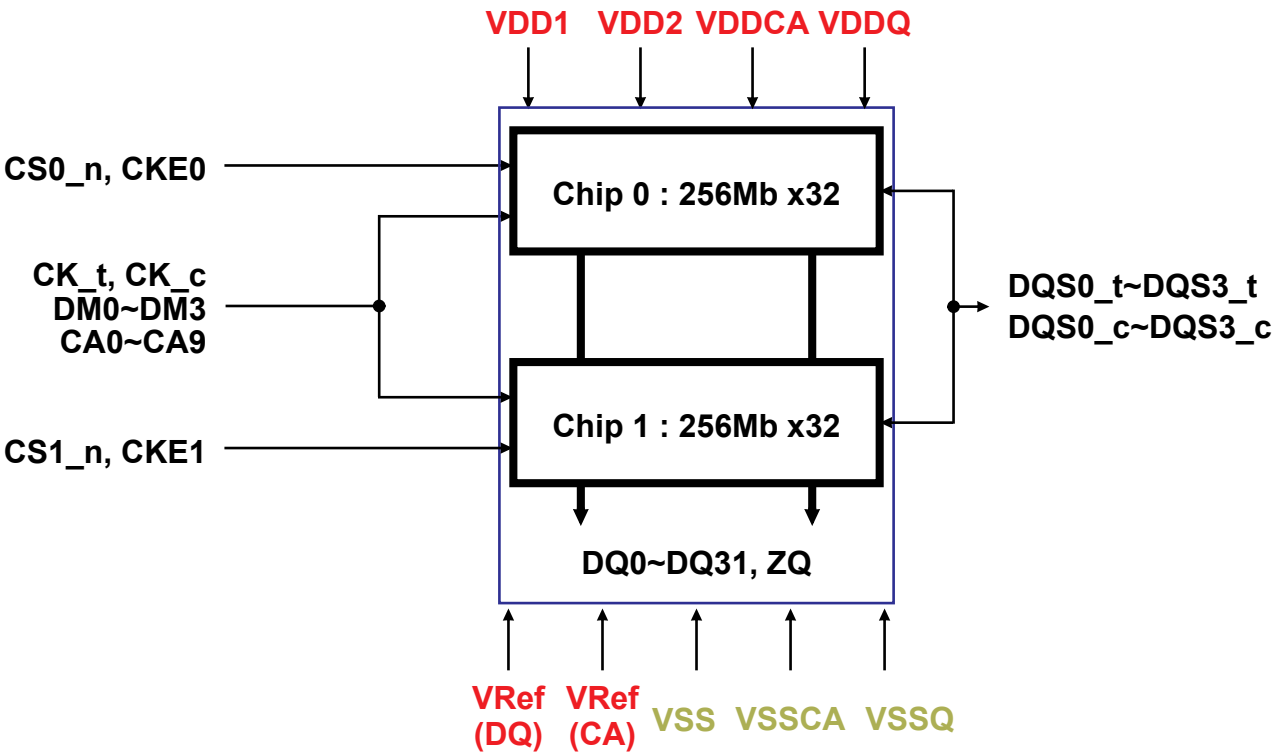 VDD1 VDD2 VDDCA VDDQ
CS0_n, CKE0
Chip 0 : 256Mb x32
CK_t, CK_c
DM0~DM3
CA0~CA9
DQS0_t~DQS3_t
DQS0_c~DQS3_c
Chip 1 : 256Mb x32
CS1_n, CKE1
DQ0~DQ31, ZQ
VRef
(DQ)
VRef
(CA)
VSS VSSCA VSSQ